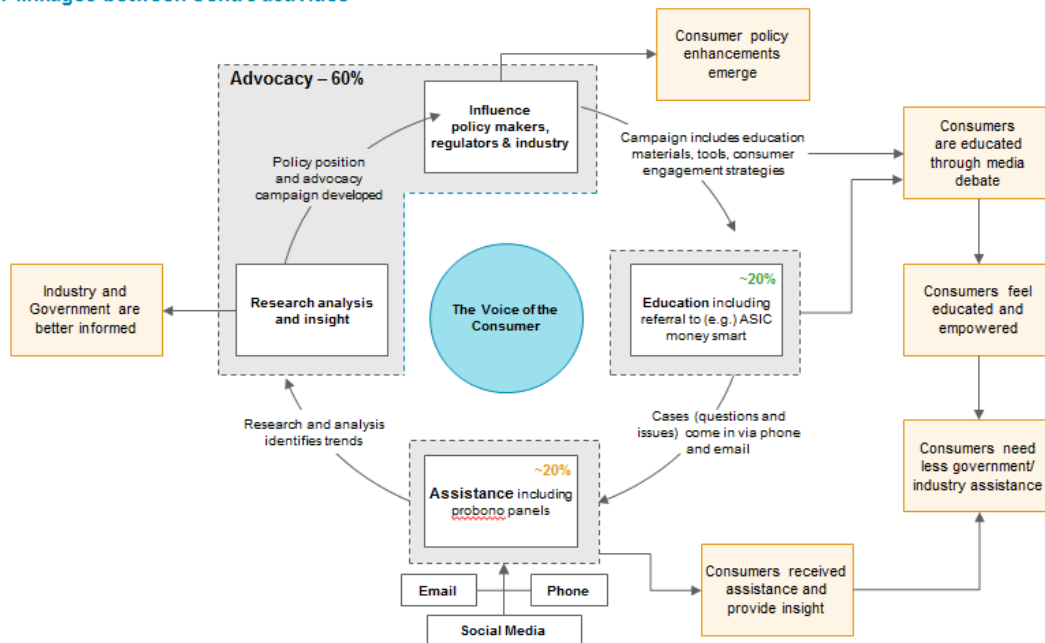 linkages between Centre activities
Consumer policy
enhancements
emerge
Advocacy – 60%
Influence
policy makers,
regulators & industry
Campaign includes education
materials, tools, consumer
engagement strategies
Consumers
are educated
through media
debate
Policy position
and advocacy
campaign developed
Industry and
Government are
better informed
Research analysis
and insight
The Voice of the
Consumer
~20%
Education including
referral to (e.g.) ASIC
money smart
Consumers feel
educated and
empowered
Research and analysis
identifies trends
Cases (questions and
issues) come in via phone
and email
Consumers need
less government/
industry assistance
~20%
Assistance including
probono panels
Consumers received
assistance and
provide insight
Email
Phone
Social Media